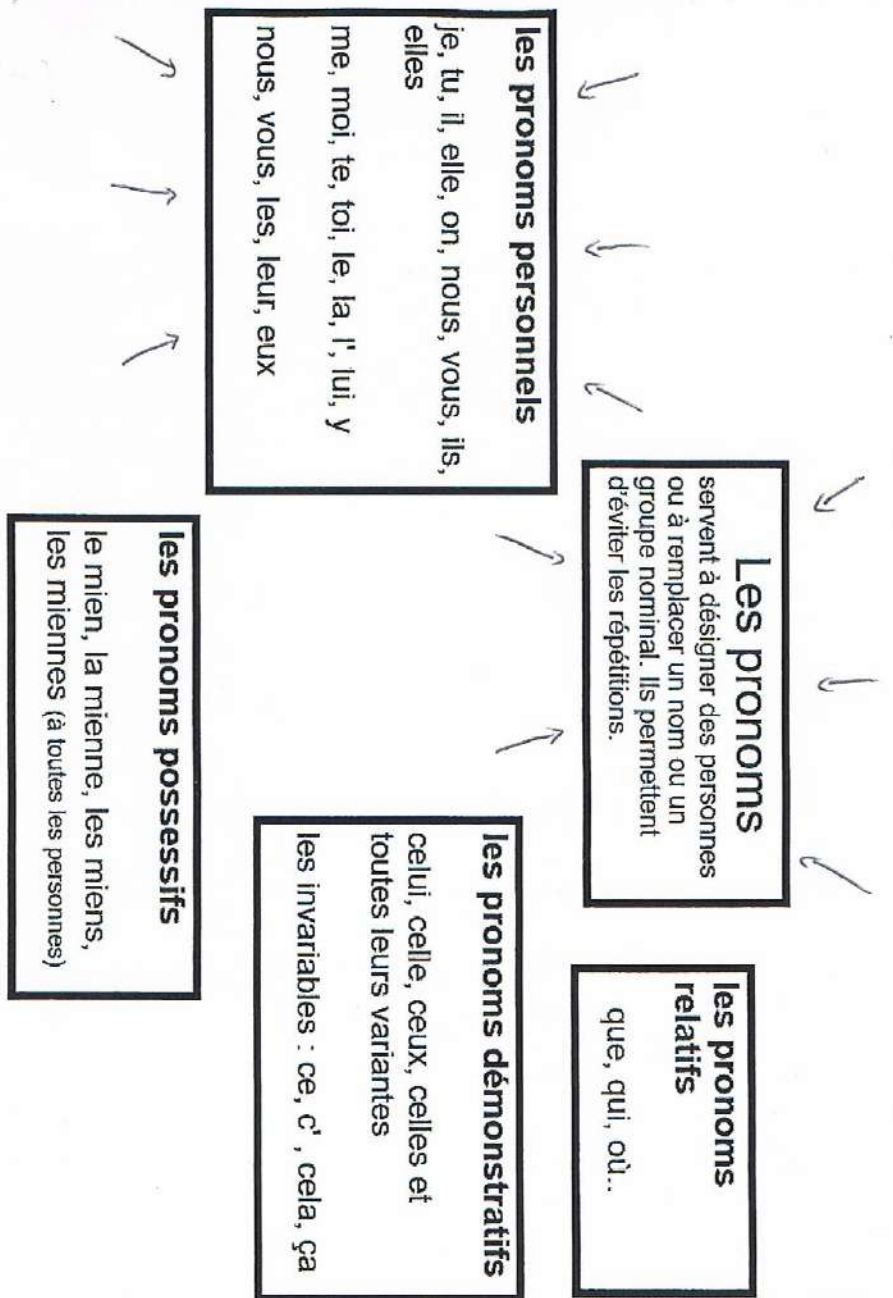 Les pronoms
servent à désigner des personnes
ou à remplacer un nom ou un
groupe nominal. Ils permettent
d'éviter les répétitions.
les pronoms personnels
je, tu, il, elle, on, nous, vous, ils,
elles
me, moi, te, toi, le, la, l', lui, y
nous, vous, les, leur, eux
les pronoms
relatifs
que, qui, où..
les pronoms démonstratifs
celui, celle, ceux, celles et
toutes leurs variantes
les invariables : ce, c' , cela, ça
les pronoms possessifs
le mien, la mienne, les miens,
les miennes (à toutes les personnes)